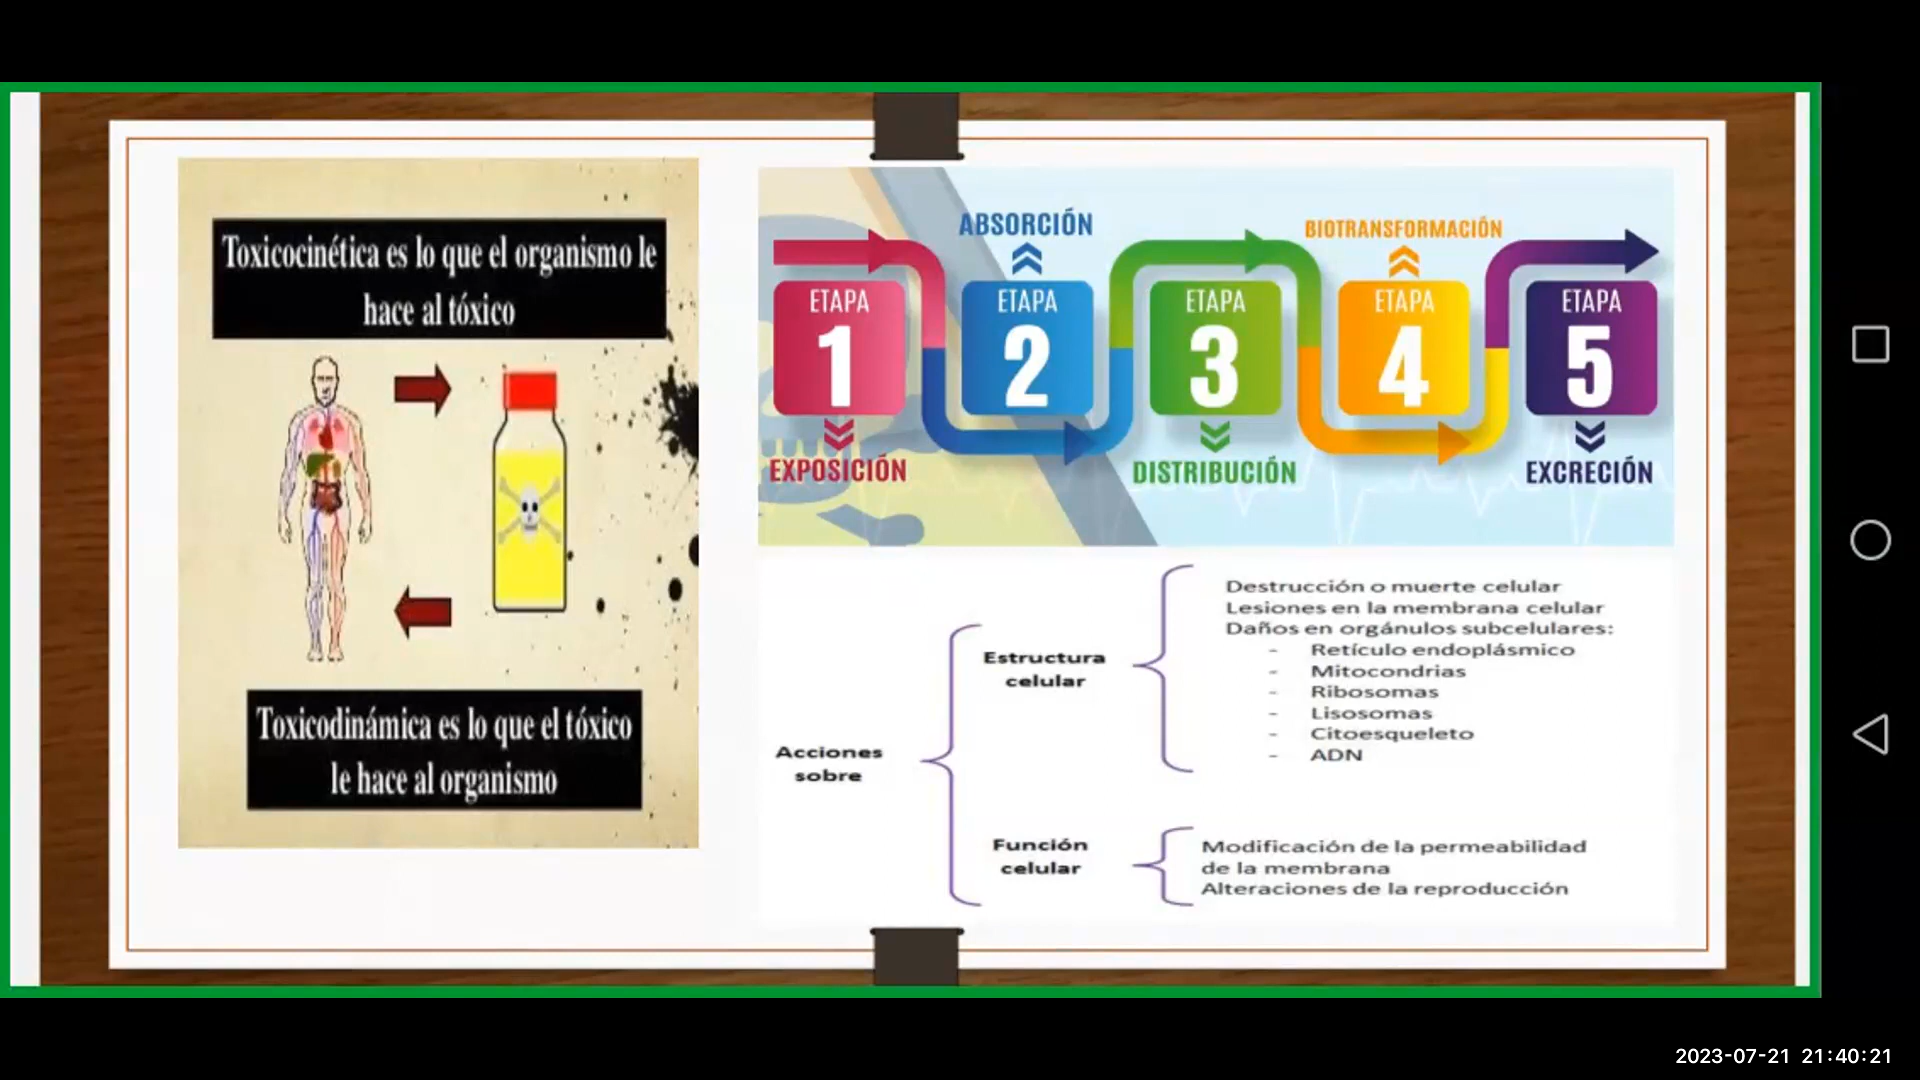 Toxicocinética es lo que el organismo le
hace al tóxico
Toxicodinámica es lo que el tóxico
le hace al organismo
ABSORCIÓN
BIOTRANSFORMACIÓN
ETAPA
1
ETAPA
2
ETAPA
3
ETAPA
4
ETAPA
5
EXPOSICIÓN
DISTRIBUCIÓN
EXCRECIÓN
Acciones
sobre
Estructura
celular
Destrucción o muerte celular
Lesiones en la membrana celular
Daños en orgánulos subcelulares:
- Retículo endoplásmico
- Mitocondrias
- Ribosomas
- Lisosomas
- Citoesqueleto
- ADN
Función
celular
Modificación de la permeabilidad
de la membrana
Alteraciones de la reproducción
2023-07-21 21:40:21